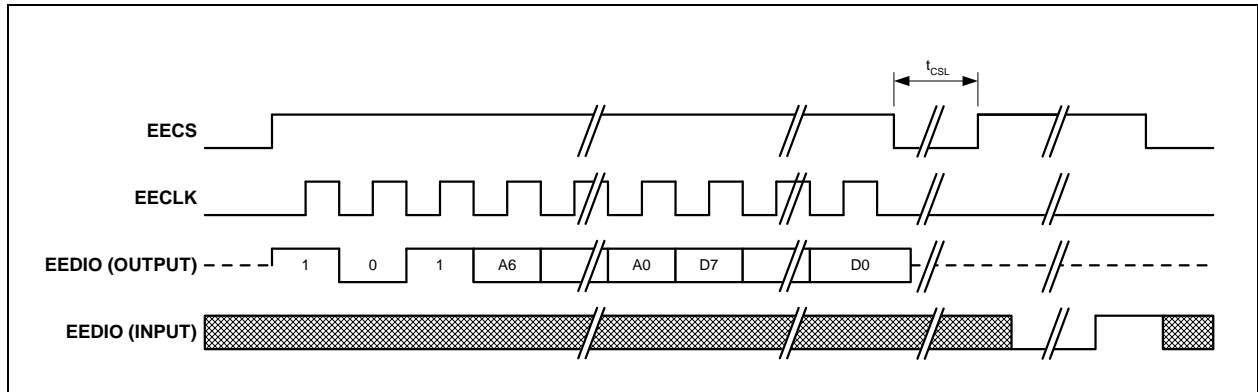 tCSL
EECS
EECLK
EEDIO (OUTPUT) 1 0 1 A6 A0 D7 D0
EEDIO (INPUT)